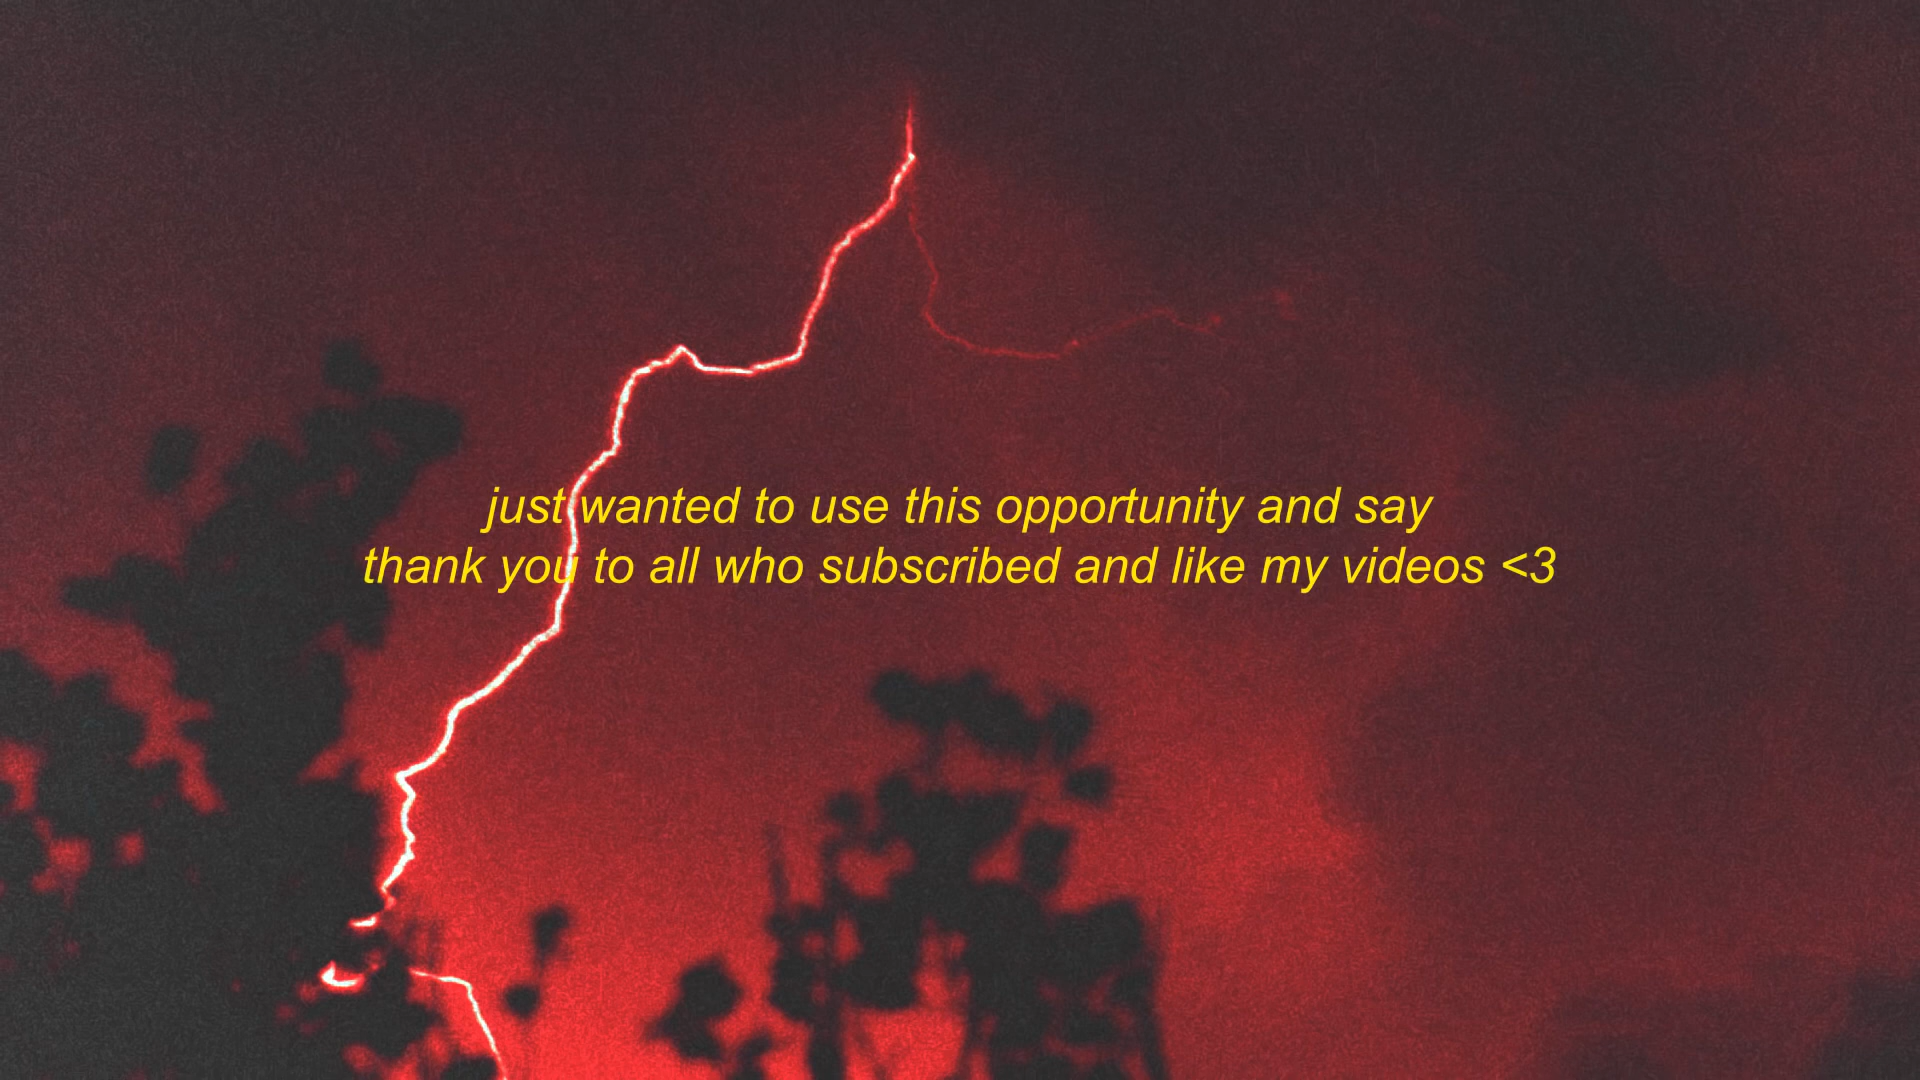 just wanted to use this opportunity and say
thank you to all who subscribed and like my videos <3